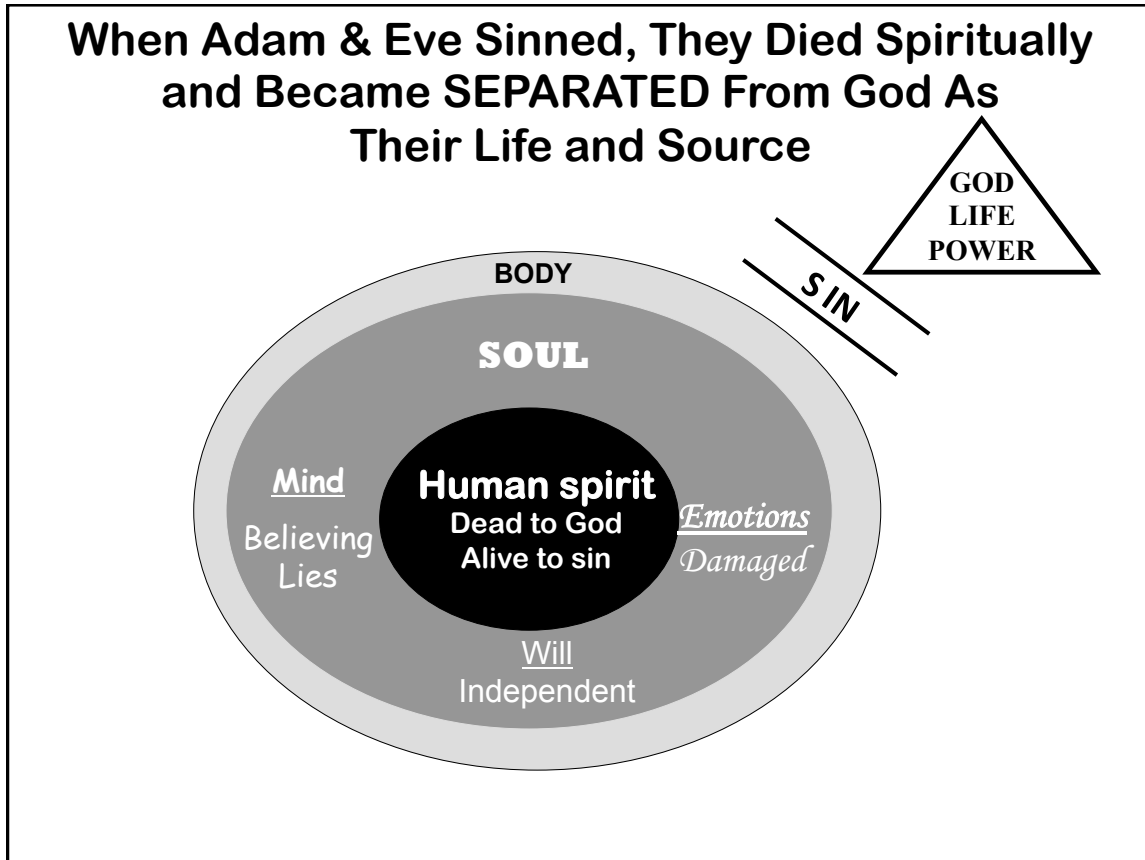 When Adam & Eve Sinned, They Died Spiritually
and Became SEPARATED From God As
Their Life and Source
GOD
LIFE
POWER
SIN
BODY
SOUL
Mind
Believing
Lies
Human spirit
Dead to God
Alive to sin
Emotions
Damaged
Will
Independent